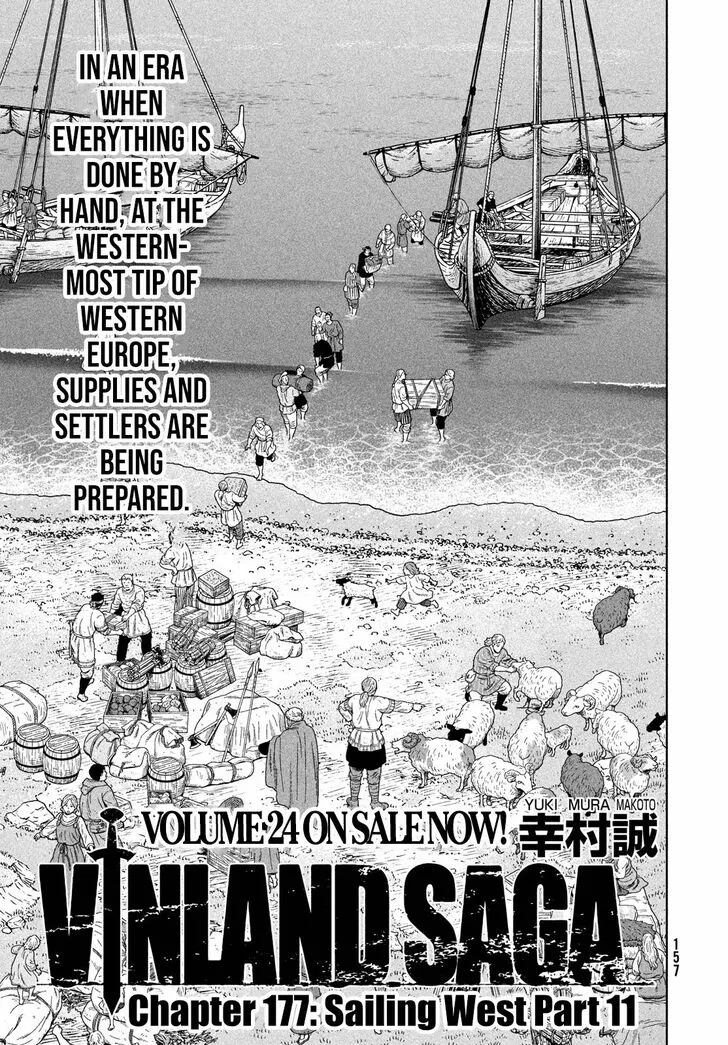 IN AN ERA
WHEN
EVERYTHING IS
DONE BY
HAND, AT THE
WESTERN-
MOST TIP OF
WESTERN
EUROPE,
SUPPLIES AND
SETTLERS ARE
BEING
PREPARED.
VOLUME 24 ON SALE NOW!
YUKI MURA MAKOTO
幸村誠
VINLAND SAGA
Chapter 177: Sailing West Part 11
157